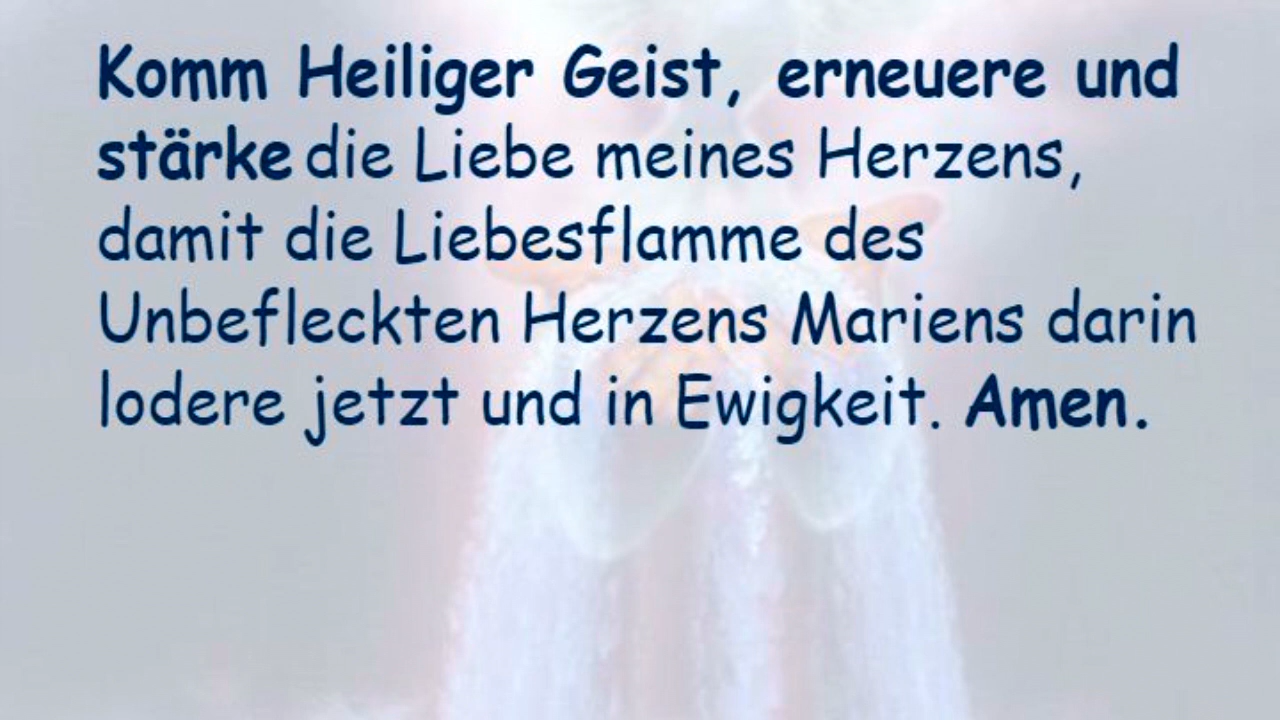 Komm Heiliger Geist, erneuere und
stärke die Liebe meines Herzens,
damit die Liebesflamme des
Unbefleckten Herzens Mariens darin
lodere jetzt und in Ewigkeit. Amen.